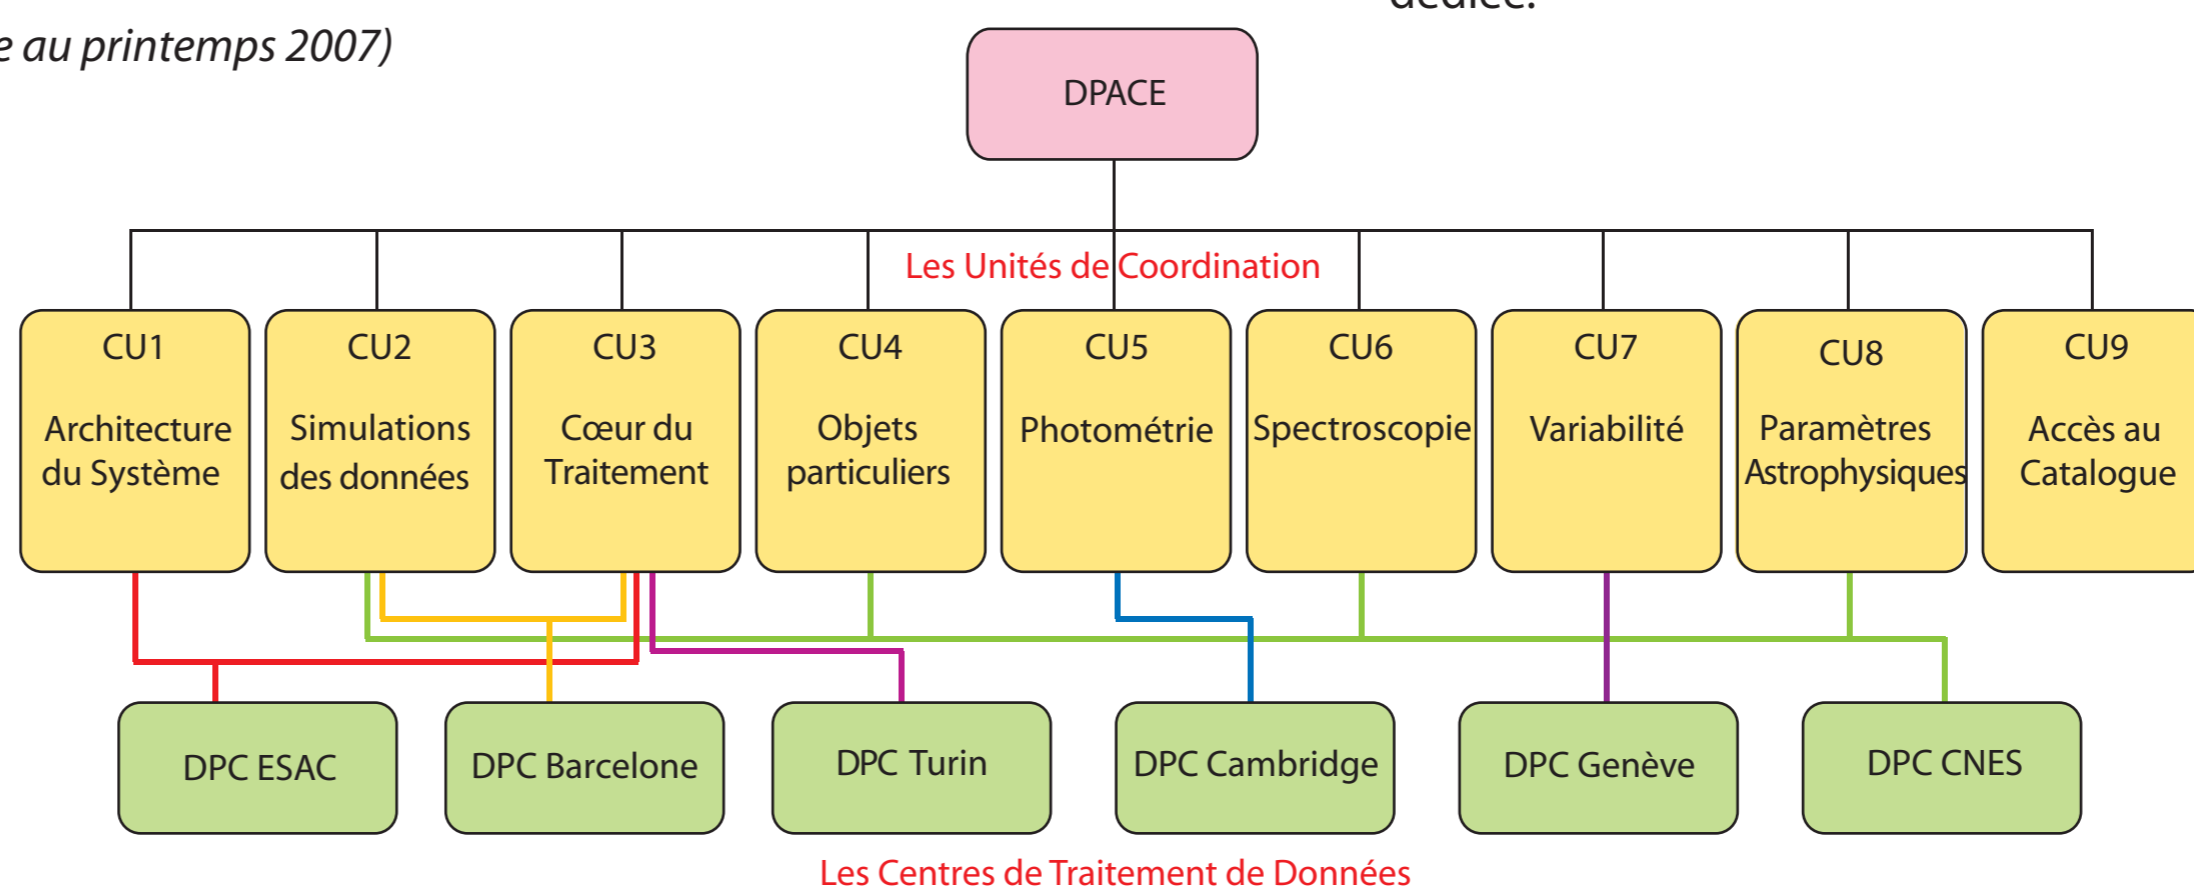 dédiée.
e au printemps 2007)
DPACE
Les Unités de Coordination
CU1
Architecture
du Système
CU2
Simulations
des données
CU3
Cœur du
Traitement
CU4
Objets
particuliers
CU5
Photométrie
CU6
Spectroscopie
CU7
Variabilité
CU8
Paramètres
Astrophysiques
CU9
Accès au
Catalogue
DPC ESAC
DPC Barcelone
DPC Turin
DPC Cambridge
DPC Genève
DPC CNES
Les Centres de Traitement de Données